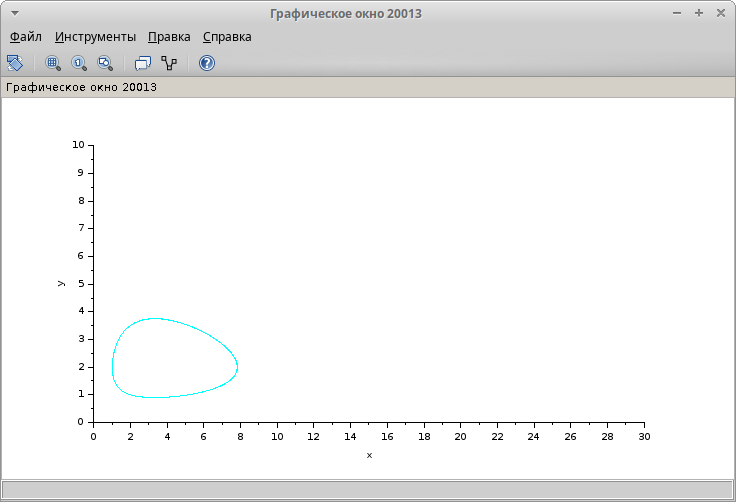 Графическое окно 20013
Файл Инструменты Правка Справка
Графическое окно 20013
10
9
8
7
6
5
4
3
2
1
0
y
0 2 4 6 8 10 12 14 16 18 20 22 24 26 28 30
x